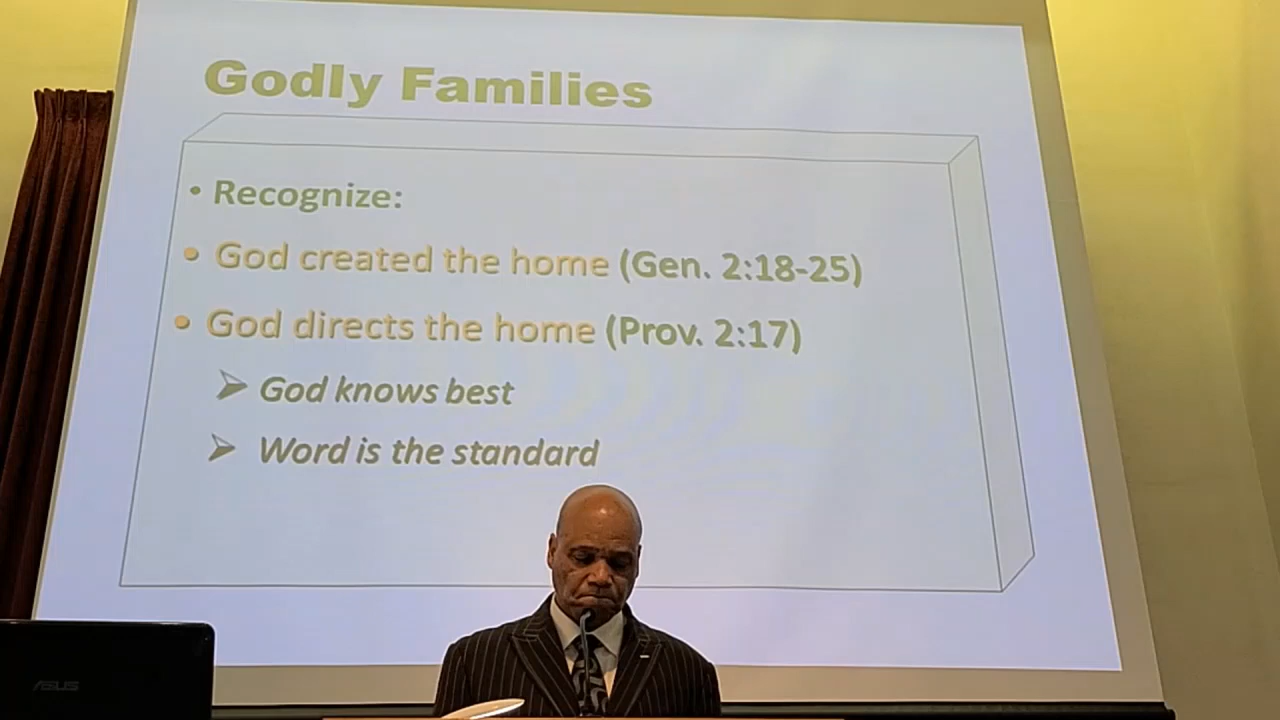 Godly Families
• Recognize:
• God created the home (Gen. 2:18-25)
• God directs the home (Prov. 2:17)
➢ God knows best
➢ Word is the standard
ASUS